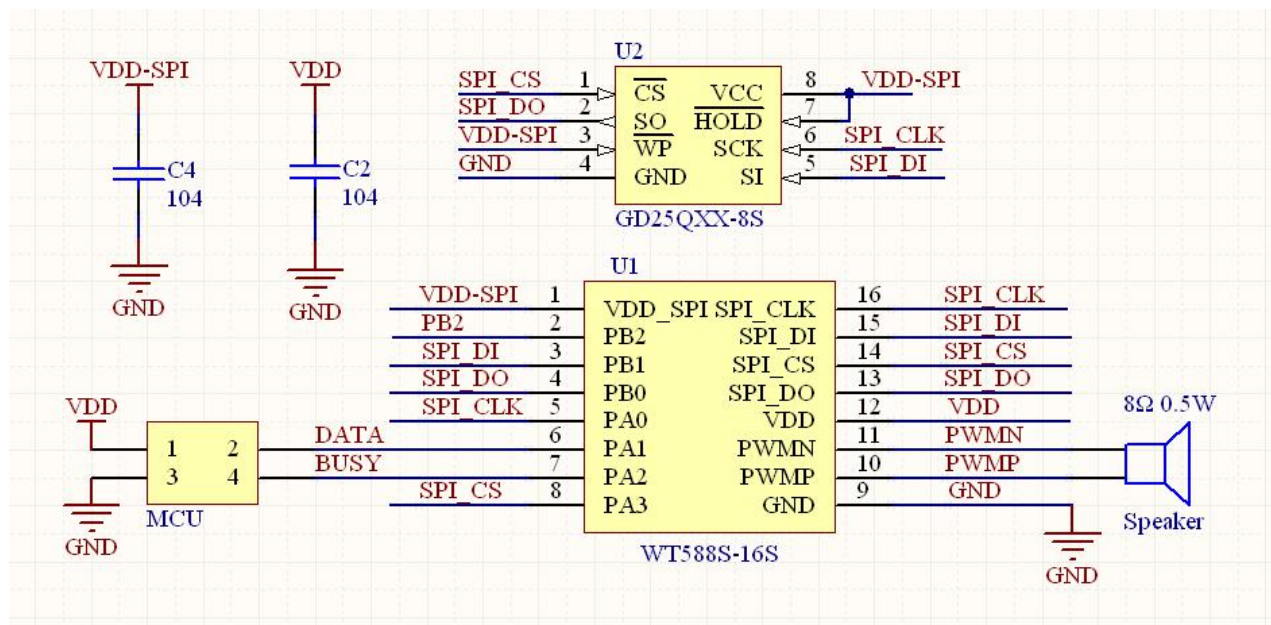 VDD-SPI
C4
104
GND
VDD
C2
104
GND
U2
SPI_CS 1 CS VCC 8 VDD-SPI
SPI_DO 2 SO HOLD 7
VDD-SPI 3 WP SCK 6 SPI_CLK
GND 4 GND SI 5 SPI_DI
GD25QXX-8S
U1
VDD-SPI 1 VDD_SPI SPI_CLK 16 SPI_CLK
PB2 2 PB2 SPI_DI 15 SPI_DI
SPI_DI 3 PB1 SPI_CS 14 SPI_CS
SPI_DO 4 PB0 SPI_DO 13 SPI_DO
SPI_CLK 5 PA0 VDD 12 VDD
DATA 6 PA1 PWMN 11 PWMN
BUSY 7 PA2 PWMP 10 PWMP
SPI_CS 8 PA3 GND 9 GND
WT588S-16S
VDD
1 2
3 4
MCU
GND
8Ω 0.5W
Speaker
GND